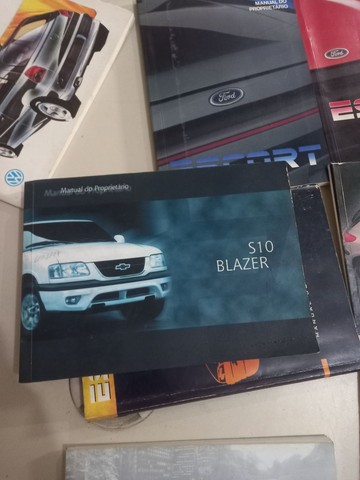 MANUAL DO
PROPRIETÁRIO
Ford
Ford
ESCORT
Manual do Proprietário
S10
BLAZER